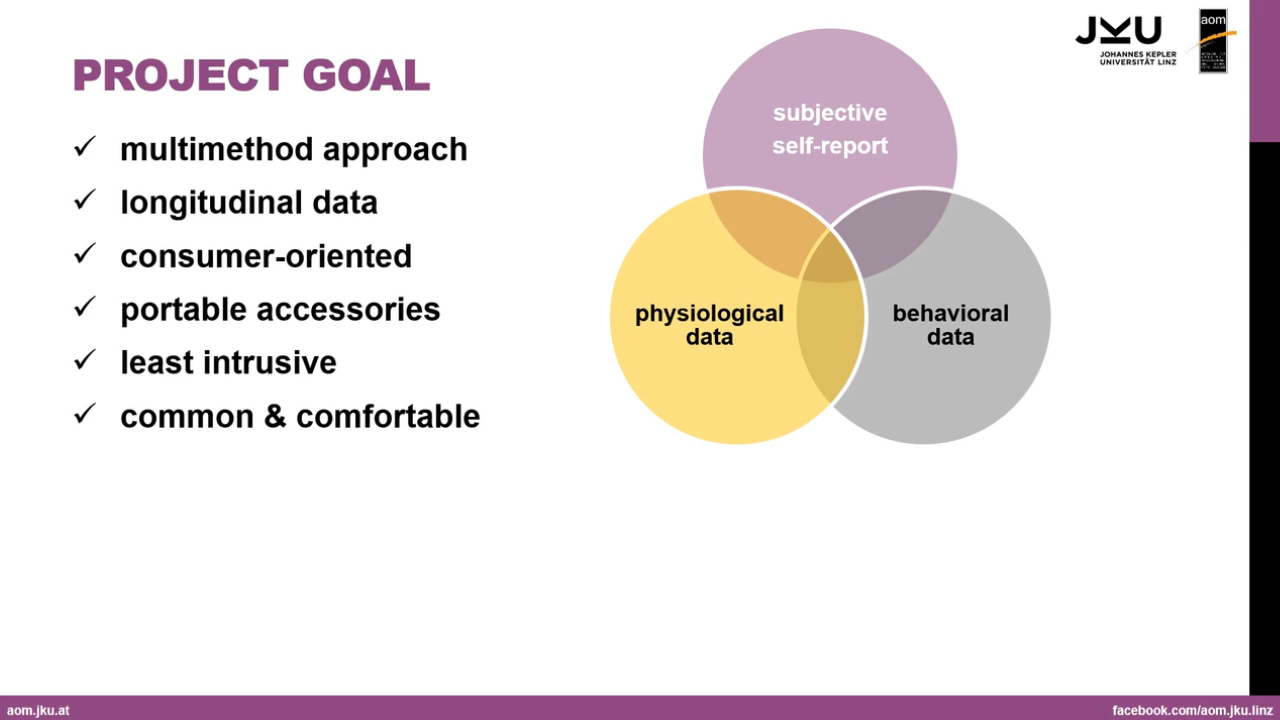 JKU
JOHANNES KEPLER
UNIVERSITÄT LINZ
aom
PROJECT GOAL
✓ multimethod approach
✓ longitudinal data
✓ consumer-oriented
✓ portable accessories
✓ least intrusive
✓ common & comfortable
subjective
self-report
physiological
data
behavioral
data
aom.jku.at
facebook.com/aom.jku.linz